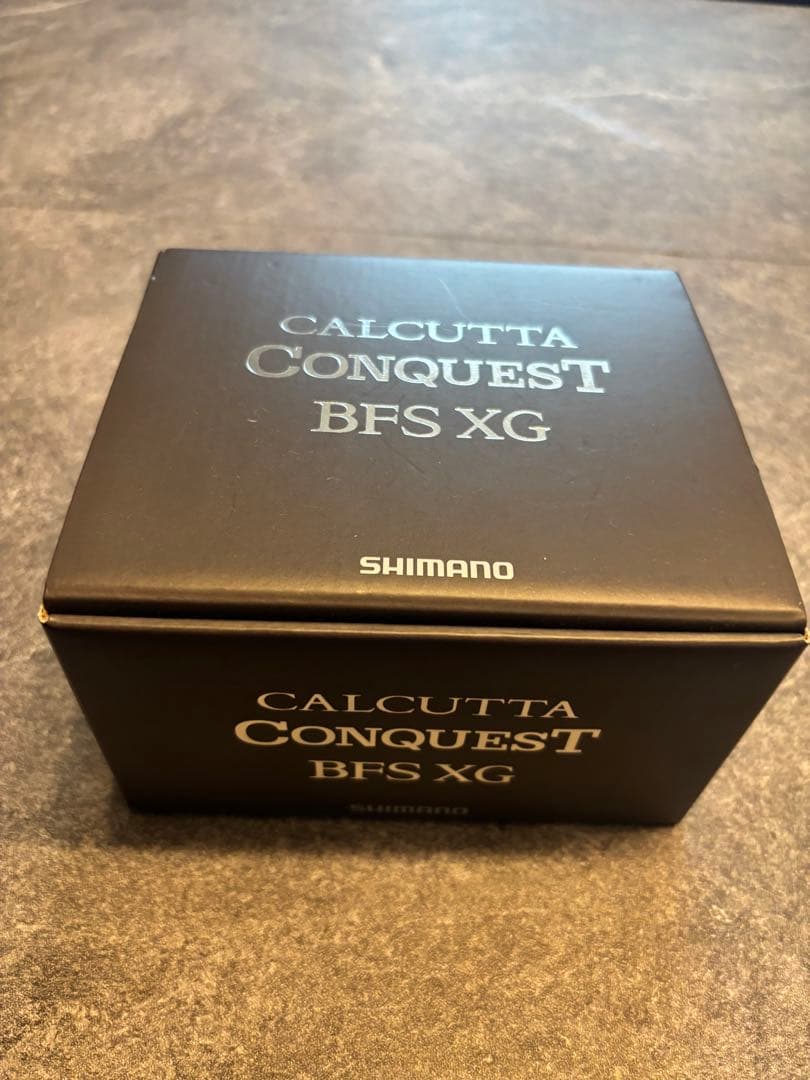 CALCUTTA
CONQUEST
BFS XG
SHIMANO
CALCUTTA
CONQUEST
BFS XG
SHIMANO